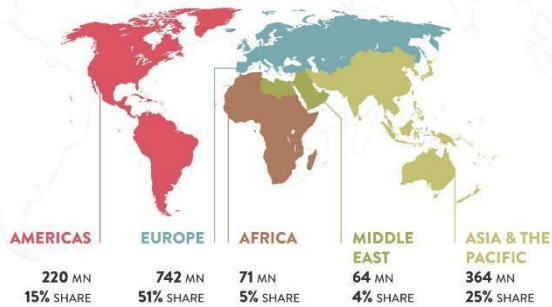 AMERICAS
220 MN
15% SHARE
EUROPE
742 MN
51% SHARE
AFRICA
71 MN
5% SHARE
MIDDLE
EAST
64 MN
4% SHARE
ASIA & THE
PACIFIC
364 MN
25% SHARE